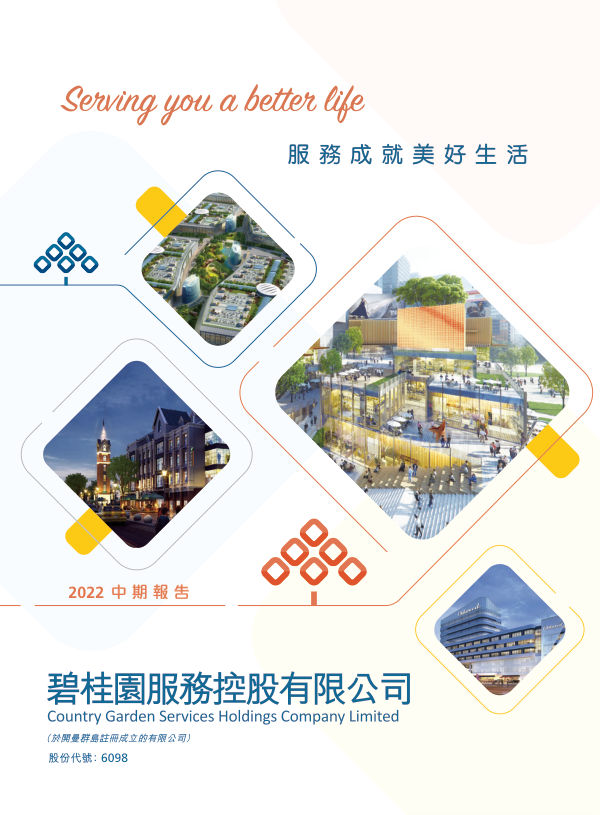 Serving you a better life
服務成就美好生活
2022 中期報告
碧桂園服務控股有限公司
Country Garden Services Holdings Company Limited
(於開曼群島註冊成立的有限公司)
股份代號：6098